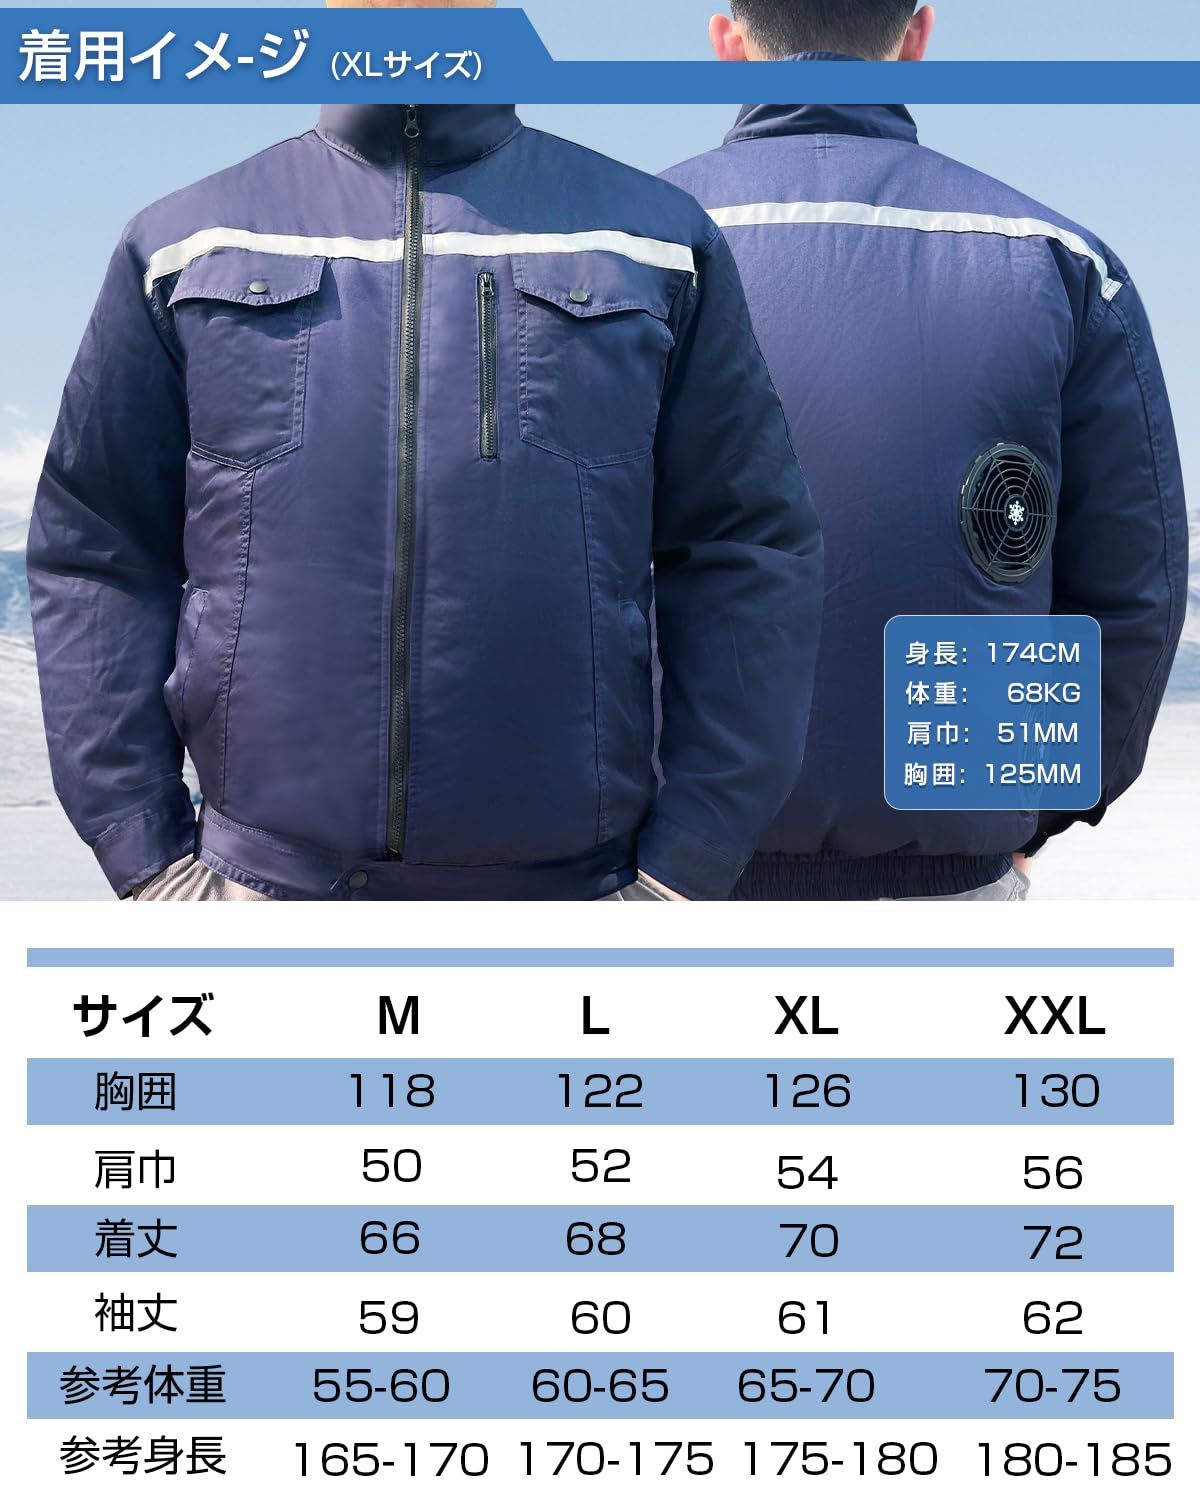 着用イメ-ジ (XLサイズ)
身長: 174CM
体重: 68KG
肩巾: 51MM
胸囲: 125MM
サイズ M L XL XXL
胸囲 118 122 126 130
肩巾 50 52 54 56
着丈 66 68 70 72
袖丈 59 60 61 62
参考体重 55-60 60-65 65-70 70-75
参考身長 165-170 170-175 175-180 180-185